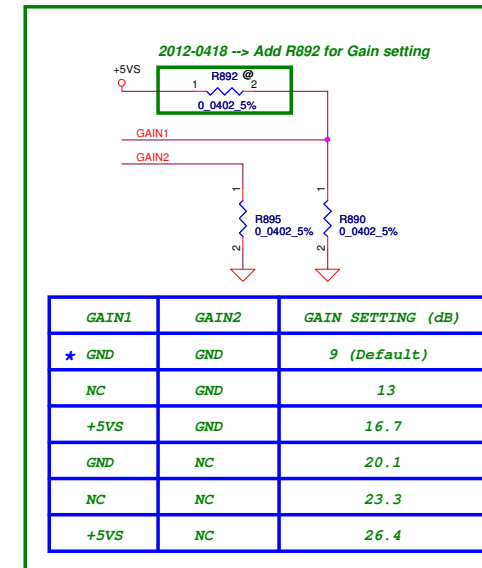 2012-0418 --> Add R892 for Gain setting
+5VS
R892 @
1 2
0_0402_5%
GAIN1
GAIN2
1 1
R895 R890
0_0402_5% 0_0402_5%
2 2
GAIN1 GAIN2 GAIN SETTING (dB)
* GND GND 9 (Default)
NC GND 13
+5VS GND 16.7
GND NC 20.1
NC NC 23.3
+5VS NC 26.4